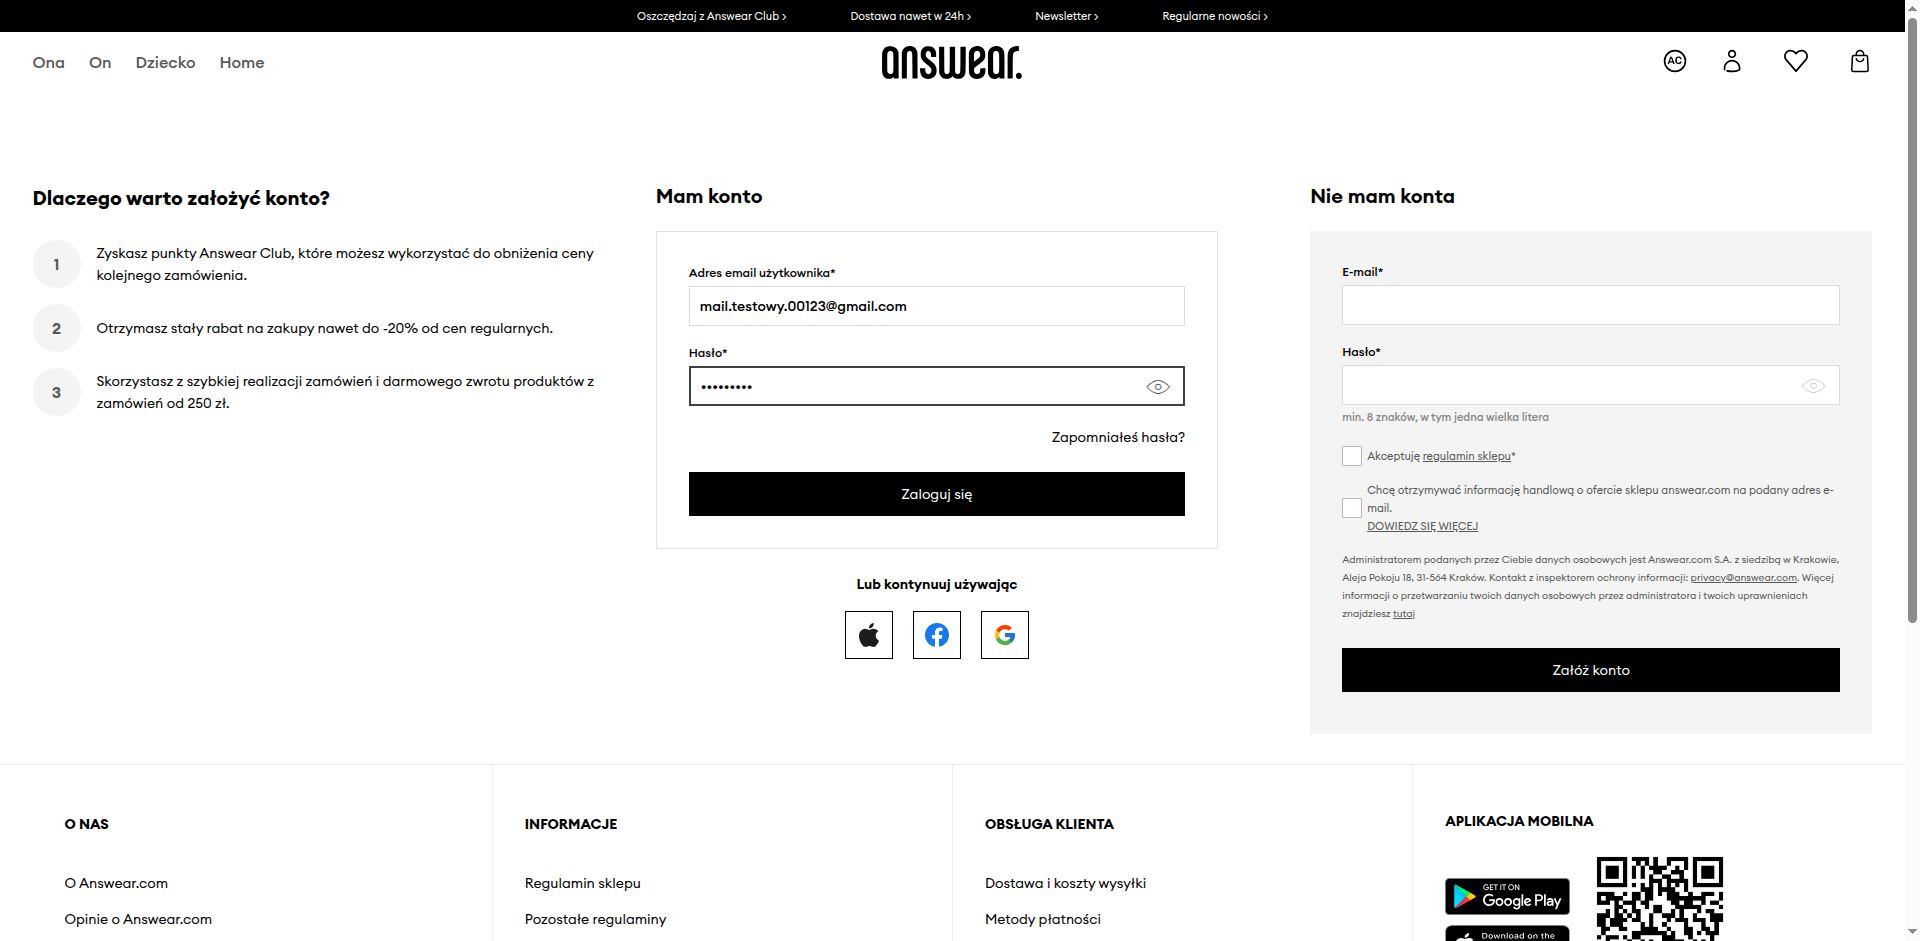 Oszczędzaj z Answear Club ›
Dostawa nawet w 24h ›
Newsletter ›
Regularne nowości ›
Ona
On
Dziecko
Home
answear.
AC
Dlaczego warto założyć konto?
1
Zyskasz punkty Answear Club, które możesz wykorzystać do obniżenia ceny
kolejnego zamówienia.
2
Otrzymasz stały rabat na zakupy nawet do -20% od cen regularnych.
3
Skorzystasz z szybkiej realizacji zamówień i darmowego zwrotu produktów z
zamówień od 250 zł.
Mam konto
Adres email użytkownika*
mail.testowy.00123@gmail.com
Hasło*
•••••••••
Zapomniałeś hasła?
Zaloguj się
Lub kontynuuj używając
Nie mam konta
E-mail*
Hasło*
min. 8 znaków, w tym jedna wielka litera
Akceptuję regulamin sklepu*
Chcę otrzymywać informację handlową o ofercie sklepu answear.com na podany adres e-
mail.
DOWIEDZ SIĘ WIĘCEJ
Administratorem podanych przez Ciebie danych osobowych jest Answear.com S.A. z siedzibą w Krakowie,
Aleja Pokoju 18, 31-564 Kraków. Kontakt z inspektorem ochrony informacji: privacy@answear.com. Więcej
informacji o przetwarzaniu twoich danych osobowych przez administratora i twoich uprawnieniach
znajdziesz tutaj
Załóż konto
O NAS
O Answear.com
Opinie o Answear.com
INFORMACJE
Regulamin sklepu
Pozostałe regulaminy
OBSŁUGA KLIENTA
Dostawa i koszty wysyłki
Metody płatności
APLIKACJA MOBILNA
GET IT ON
Google Play
Download on the